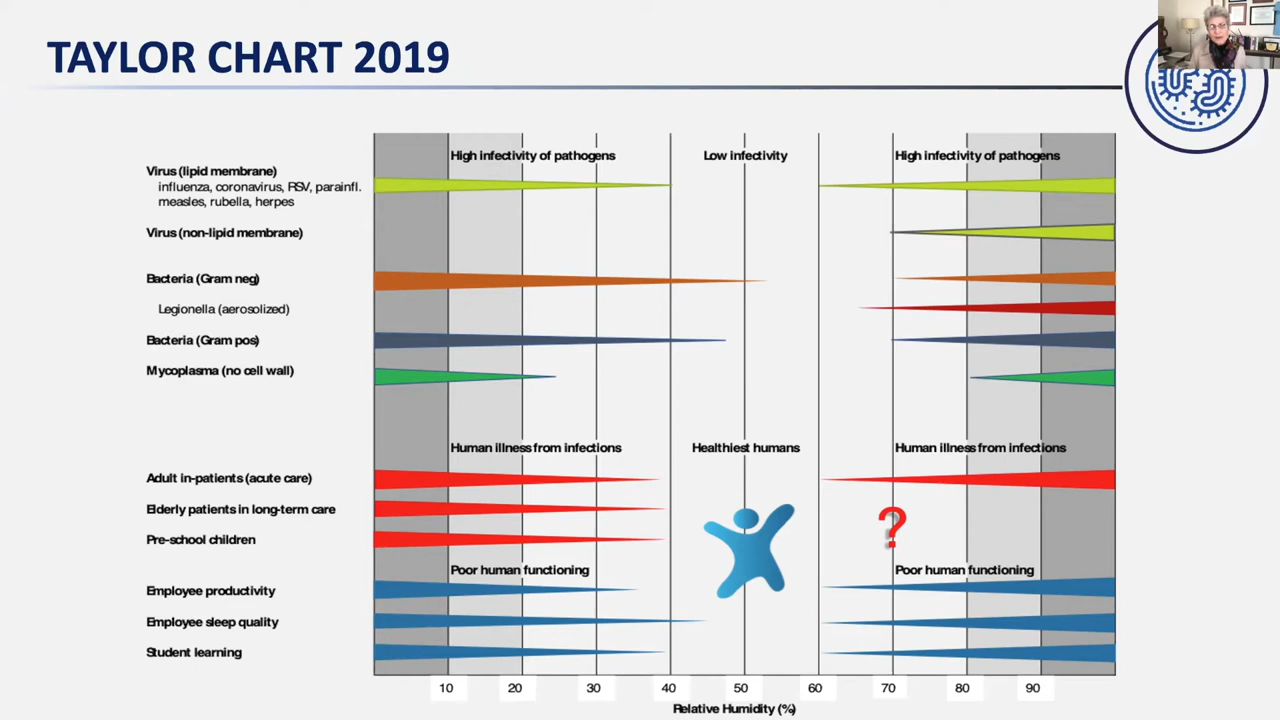 TAYLOR CHART 2019
High infectivity of pathogens
Low infectivity
High infectivity of pathogens
Virus (lipid membrane)
influenza, coronavirus, RSV, parainfl.
measles, rubella, herpes
Virus (non-lipid membrane)
Bacteria (Gram neg)
Legionella (aerosolized)
Bacteria (Gram pos)
Mycoplasma (no cell wall)
Human illness from infections
Healthiest humans
Human illness from infections
Adult in-patients (acute care)
Elderly patients in long-term care
?
Pre-school children
Poor human functioning
Poor human functioning
Employee productivity
Employee sleep quality
Student learning
10 20 30 40 50 60 70 80 90
Relative Humidity (%)